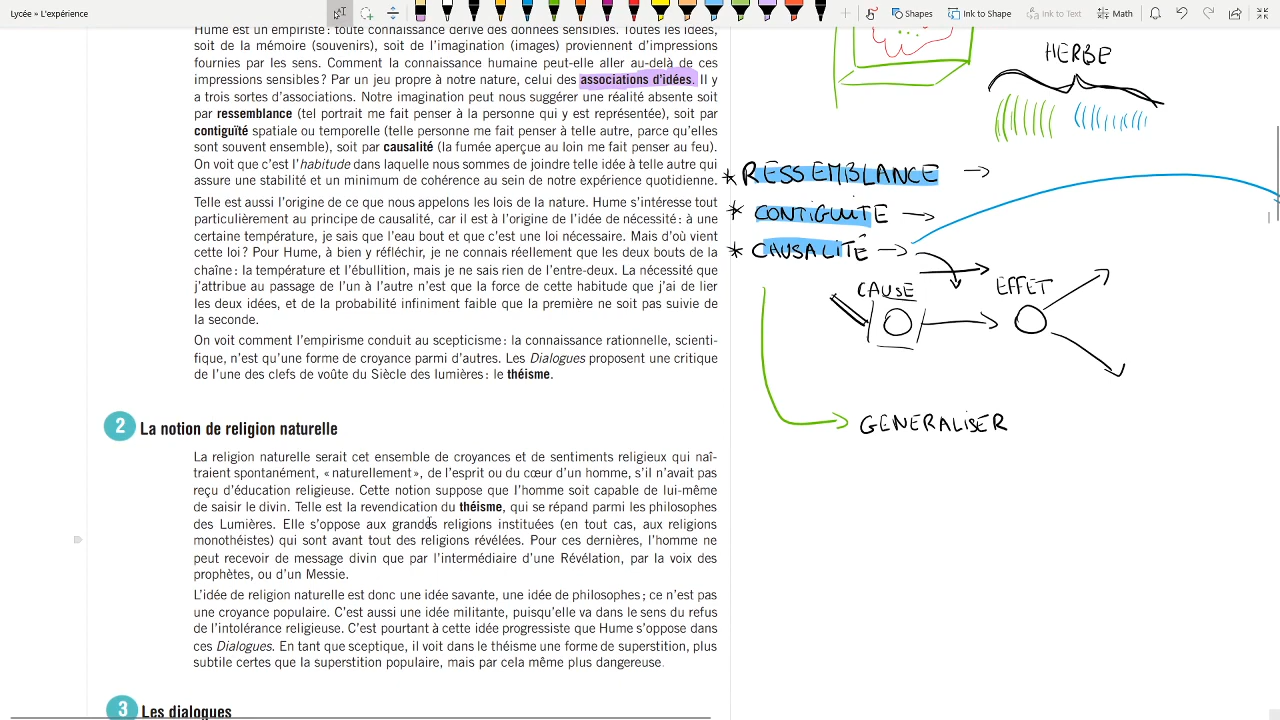 Lycée » L'expérience
Shapes
Ink to Shape
Ink to Text
Math
Hume est un empiriste : toute connaissance dérive des données sensibles. Toutes les idées,
soit de la mémoire (souvenirs), soit de l'imagination (images) proviennent d'impressions
fournies par les sens. Comment la connaissance humaine peut-elle aller au-delà de ces
impressions sensibles ? Par un jeu propre à notre nature, celui des associations d'idées. Il y
a trois sortes d'associations. Notre imagination peut nous suggérer une réalité absente soit
par ressemblance (tel portrait me fait penser à la personne qui y est représentée), soit par
contiguïté spatiale ou temporelle (telle personne me fait penser à telle autre, parce qu'elles
sont souvent ensemble), soit par causalité (la fumée aperçue au loin me fait penser au feu).
On voit que c'est l'habitude dans laquelle nous sommes de joindre telle idée à telle autre qui
assure une stabilité et un minimum de cohérence au sein de notre expérience quotidienne.
Telle est aussi l'origine de ce que nous appelons les lois de la nature. Hume s'intéresse tout
particulièrement au principe de causalité, car il est à l'origine de l'idée de nécessité : à une
certaine température, je sais que l'eau bout et que c'est une loi nécessaire. Mais d'où vient
cette loi ? Pour Hume, à bien y réfléchir, je ne connais réellement que les deux bouts de la
chaîne : la température et l'ébullition, mais je ne sais rien de l'entre-deux. La nécessité que
j'attribue au passage de l'un à l'autre n'est que la force de cette habitude que j'ai de lier
les deux idées, et de la probabilité infiniment faible que la première ne soit pas suivie de
la seconde.
On voit comment l'empirisme conduit au scepticisme : la connaissance rationnelle, scienti-
fique, n'est qu'une forme de croyance parmi d'autres. Les Dialogues proposent une critique
de l'une des clefs de voûte du Siècle des lumières : le théisme.
2 La notion de religion naturelle
La religion naturelle serait cet ensemble de croyances et de sentiments religieux qui naî-
traient spontanément, « naturellement », de l'esprit ou du cœur d'un homme, s'il n'avait pas
reçu d'éducation religieuse. Cette notion suppose que l'homme soit capable de lui-même
de saisir le divin. Telle est la revendication du théisme, qui se répand parmi les philosophes
des Lumières. Elle s'oppose aux grandes religions instituées (en tout cas, aux religions
monothéistes) qui sont avant tout des religions révélées. Pour ces dernières, l'homme ne
peut recevoir de message divin que par l'intermédiaire d'une Révélation, par la voix des
prophètes, ou d'un Messie.
L'idée de religion naturelle est donc une idée savante, une idée de philosophes ; ce n'est pas
une croyance populaire. C'est aussi une idée militante, puisqu'elle va dans le sens du refus
de l'intolérance religieuse. C'est pourtant à cette idée progressiste que Hume s'oppose dans
ces Dialogues. En tant que sceptique, il voit dans le théisme une forme de superstition, plus
subtile certes que la superstition populaire, mais par cela même plus dangereuse.
3 Les dialogues
HERBE
* RESSEMBLANCE →
* CONTIGUITE →
* CAUSALITÉ →
CAUSE
EFFET
GENERALISER